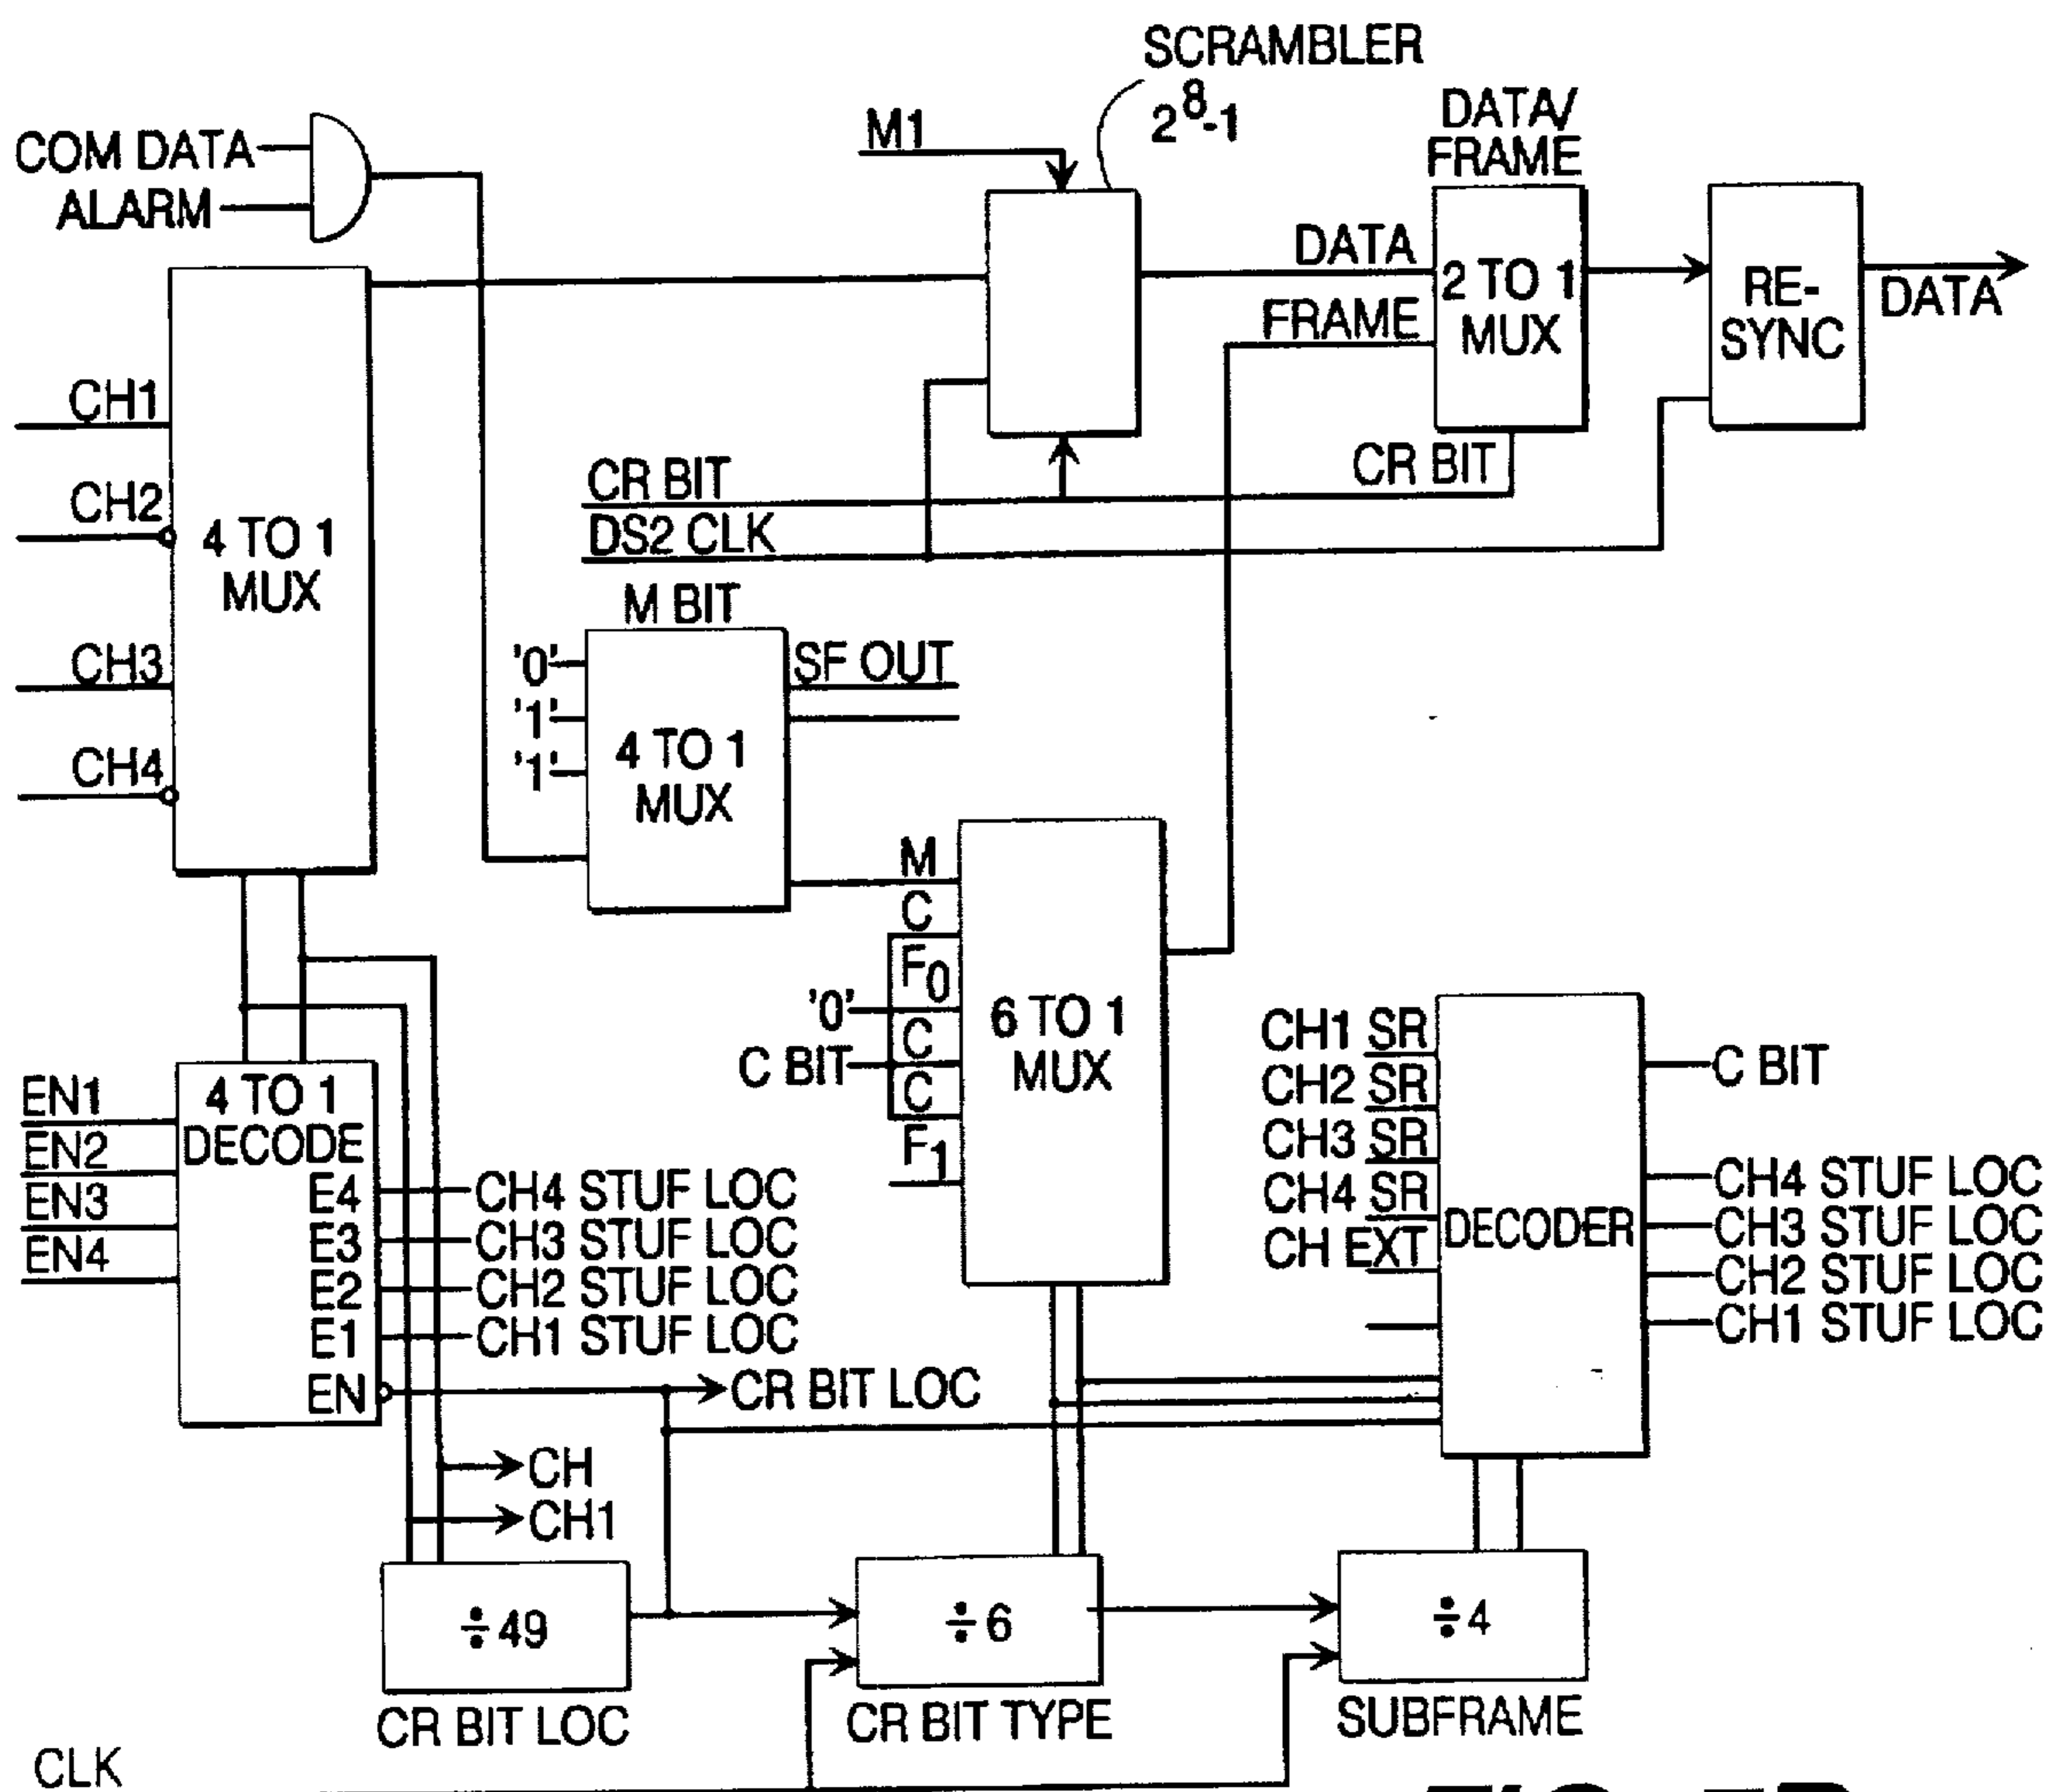 SCRAMBLER
2^8-1
COM DATA
ALARM
M1
DATA/
FRAME
DATA
FRAME
2 TO 1
MUX
RE-
SYNC
DATA
CH1
CH2
CH3
CH4
4 TO 1
MUX
CR BIT
CR BIT
DS2 CLK
M BIT
'0'
'1'
'1'
4 TO 1
MUX
SF OUT
M
C
F0
C
C
F1
'0'
C BIT
6 TO 1
MUX
CH1 SR
CH2 SR
CH3 SR
CH4 SR
CH EXT
DECODER
C BIT
CH4 STUF LOC
CH3 STUF LOC
CH2 STUF LOC
CH1 STUF LOC
EN1
EN2
EN3
EN4
4 TO 1
DECODE
E4
E3
E2
E1
EN
CH4 STUF LOC
CH3 STUF LOC
CH2 STUF LOC
CH1 STUF LOC
CR BIT LOC
CH
CH1
÷49
÷6
÷4
CR BIT LOC
CR BIT TYPE
SUBFRAME
CLK